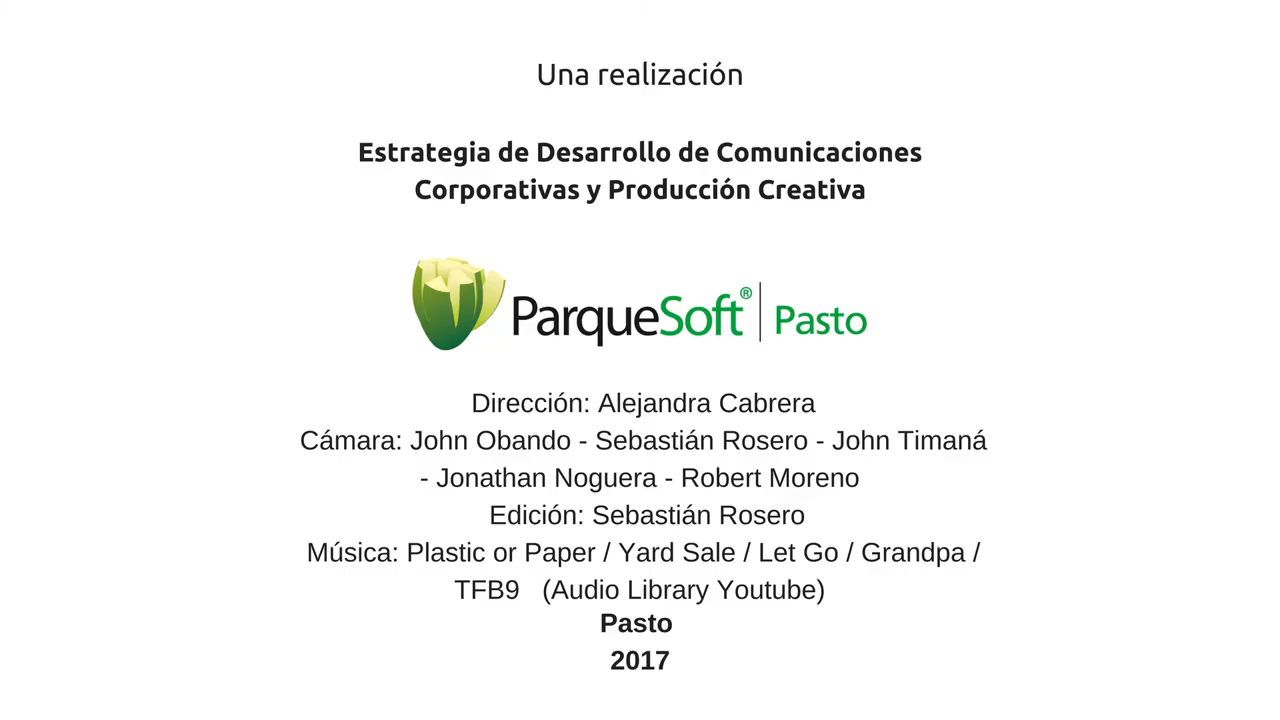 Una realización
Estrategia de Desarrollo de Comunicaciones
Corporativas y Producción Creativa
ParqueSoft® | Pasto
Dirección: Alejandra Cabrera
Cámara: John Obando - Sebastián Rosero - John Timaná
- Jonathan Noguera - Robert Moreno
Edición: Sebastián Rosero
Música: Plastic or Paper / Yard Sale / Let Go / Grandpa /
TFB9 (Audio Library Youtube)
Pasto
2017